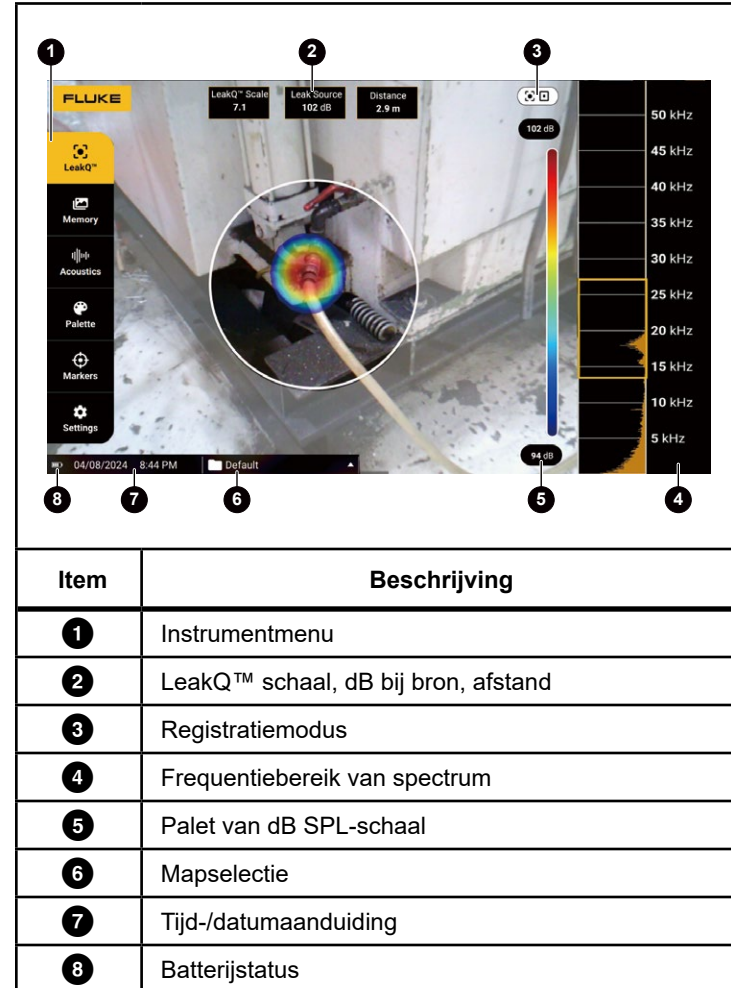 1
2
3
FLUKE
LeakQ™ Scale
7.1
Leak Source
102 dB
Distance
2.9 m
102 dB
50 kHz
45 kHz
40 kHz
35 kHz
30 kHz
25 kHz
20 kHz
15 kHz
10 kHz
5 kHz
LeakQ™
Memory
Acoustics
Palette
Markers
Settings
94 dB
04/08/2024 8:44 PM
Default
8
7
6
5
4
Item Beschrijving
1 Instrumentmenu
2 LeakQ™ schaal, dB bij bron, afstand
3 Registratiemodus
4 Frequentiebereik van spectrum
5 Palet van dB SPL-schaal
6 Mapselectie
7 Tijd-/datumaanduiding
8 Batterijstatus